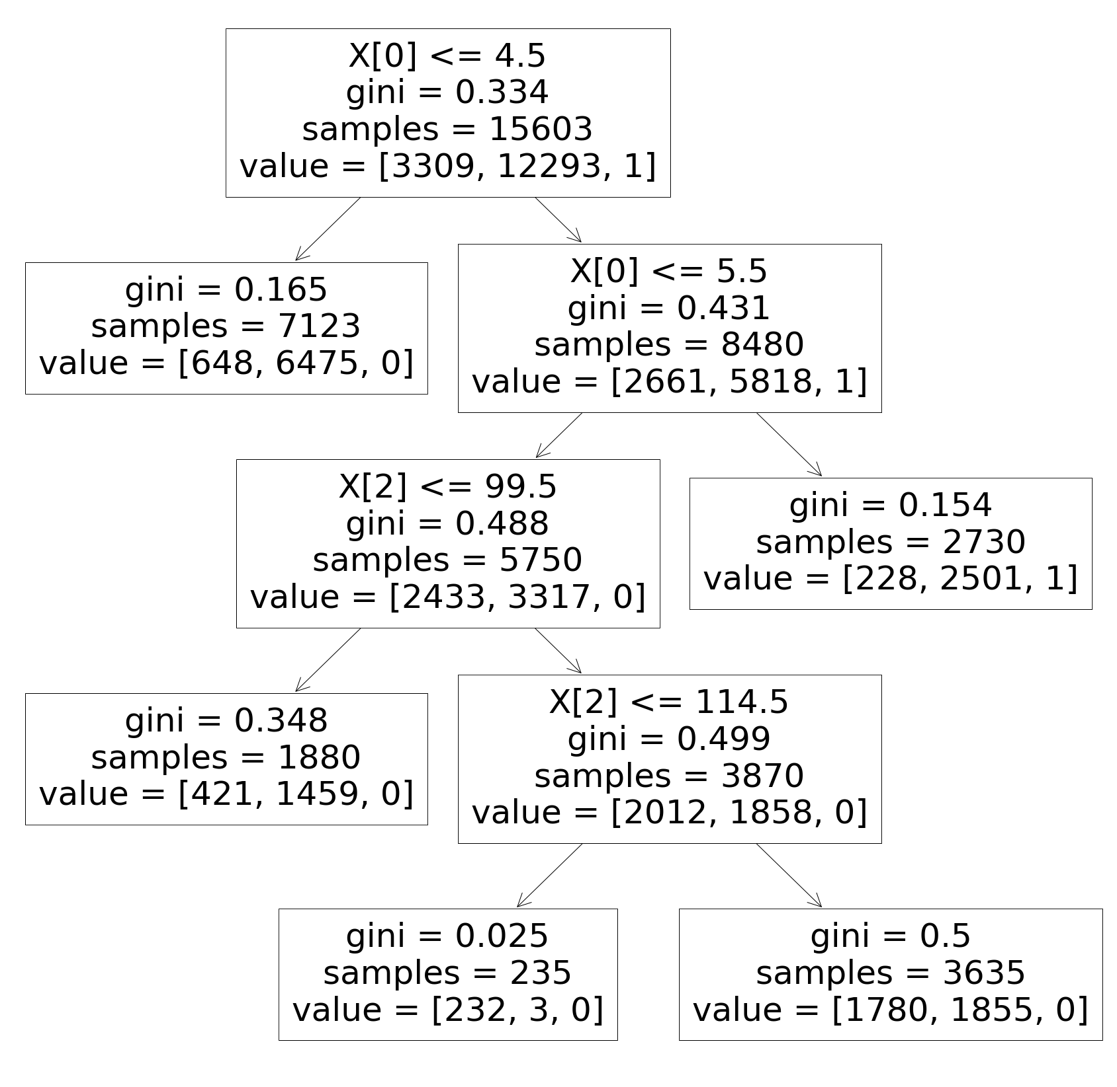 X[0] <= 4.5
gini = 0.334
samples = 15603
value = [3309, 12293, 1]
gini = 0.165
samples = 7123
value = [648, 6475, 0]
X[0] <= 5.5
gini = 0.431
samples = 8480
value = [2661, 5818, 1]
X[2] <= 99.5
gini = 0.488
samples = 5750
value = [2433, 3317, 0]
gini = 0.154
samples = 2730
value = [228, 2501, 1]
gini = 0.348
samples = 1880
value = [421, 1459, 0]
X[2] <= 114.5
gini = 0.499
samples = 3870
value = [2012, 1858, 0]
gini = 0.025
samples = 235
value = [232, 3, 0]
gini = 0.5
samples = 3635
value = [1780, 1855, 0]